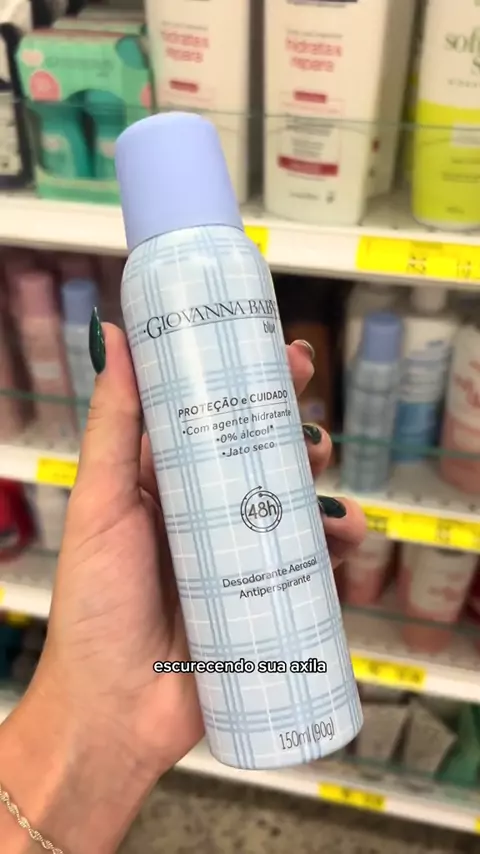 hidrata &
repara
hidrata &
repara
GIOVANNA BABY
blue
PROTEÇÃO e CUIDADO
•Com agente hidratante
•0% álcool*
•Jato seco
48h
Desodorante Aerosol
Antiperspirante
escurecendo sua axila
150ml (90g)